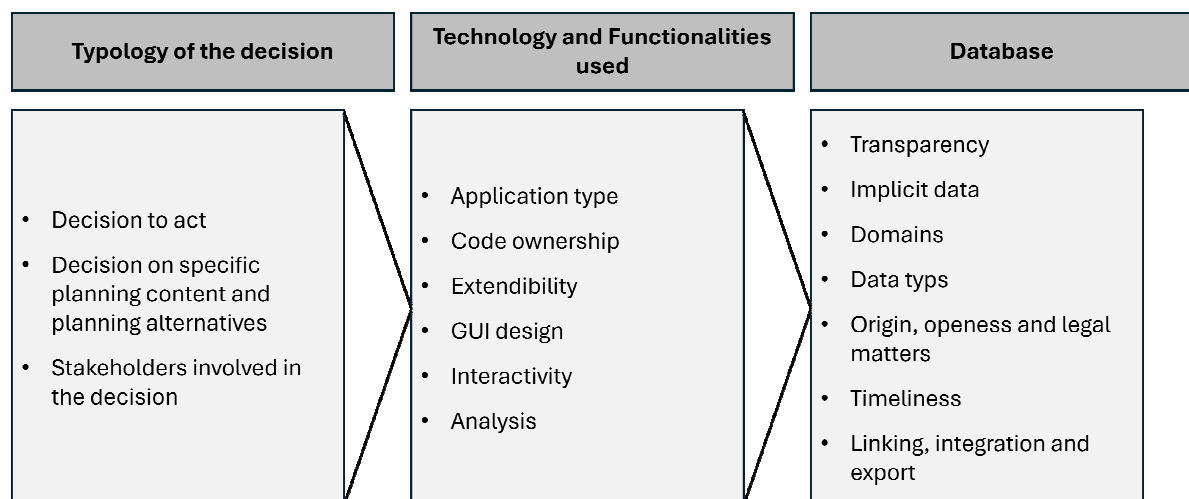 Typology of the decision
Technology and Functionalities
used
Database
• Decision to act
• Decision on specific
planning content and
planning alternatives
• Stakeholders involved in
the decision
• Application type
• Code ownership
• Extendibility
• GUI design
• Interactivity
• Analysis
• Transparency
• Implicit data
• Domains
• Data typs
• Origin, openess and legal
matters
• Timeliness
• Linking, integration and
export